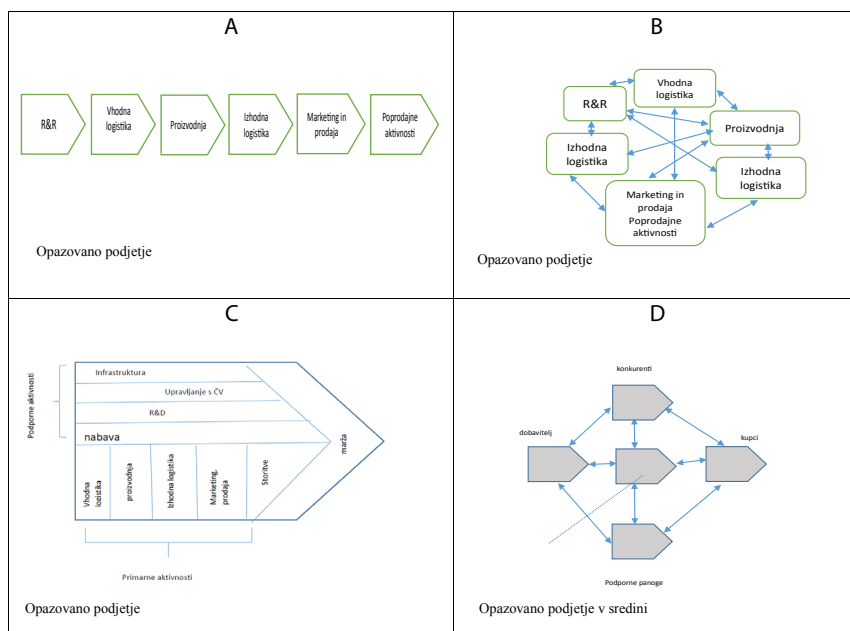 A
R&R
Vhodna
logistika
Proizvodnja
Izhodna
logistika
Marketing in
prodaja
Poprodajne
aktivnosti
Opazovano podjetje
B
Vhodna
logistika
R&R
Proizvodnja
Izhodna
logistika
Izhodna
logistika
Marketing in
prodaja
Poprodajne
aktivnosti
Opazovano podjetje
C
Podporne aktivnosti
Infrastruktura
Upravljanje s ČV
R&D
nabava
Vhodna
logistika
proizvodnja
Izhodna logistika
Marketing,
prodaja
Storitve
marža
Primarne aktivnosti
Opazovano podjetje
D
konkurenti
dobavitelj
kupci
Podporne panoge
Opazovano podjetje v sredini